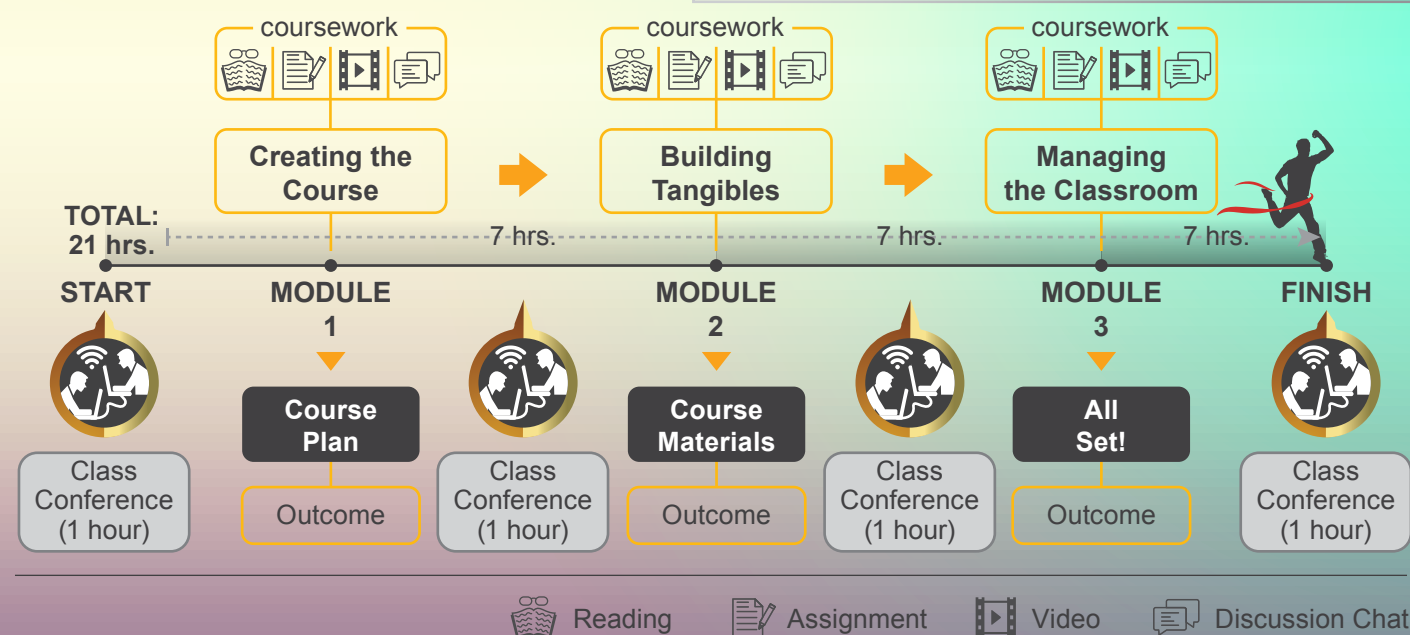 coursework
coursework
coursework
Creating the
Course
Building
Tangibles
Managing
the Classroom
TOTAL:
21 hrs.
7 hrs.
7 hrs.
7 hrs.
START
MODULE
1
MODULE
2
MODULE
3
FINISH
Course
Plan
Course
Materials
All
Set!
Class
Conference
(1 hour)
Outcome
Class
Conference
(1 hour)
Outcome
Class
Conference
(1 hour)
Outcome
Class
Conference
(1 hour)
Reading
Assignment
Video
Discussion Chat